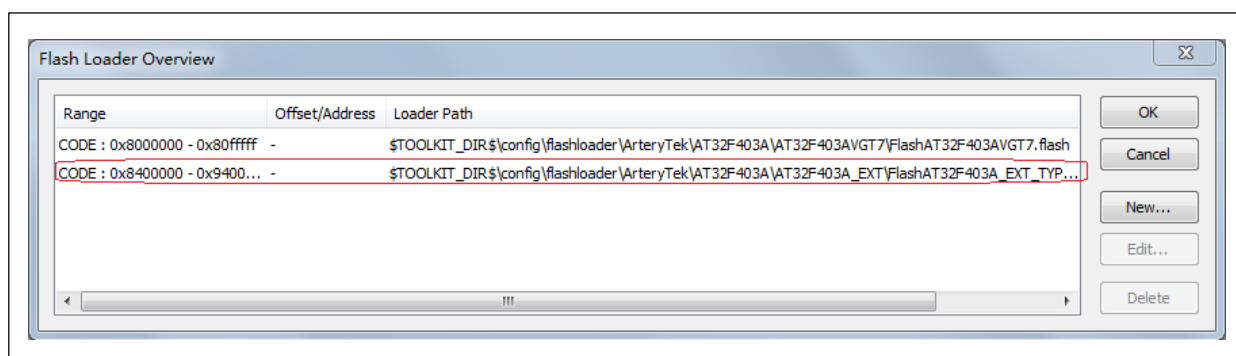 Flash Loader Overview
Range Offset/Address Loader Path
CODE : 0x8000000 - 0x80fffff - $TOOLKIT_DIR$\config\flashloader\ArteryTek\AT32F403A\AT32F403AVGT7\FlashAT32F403AVGT7.flash
CODE : 0x8400000 - 0x9400... - $TOOLKIT_DIR$\config\flashloader\ArteryTek\AT32F403A\AT32F403A_EXT\FlashAT32F403A_EXT_TYP...
OK
Cancel
New...
Edit...
Delete